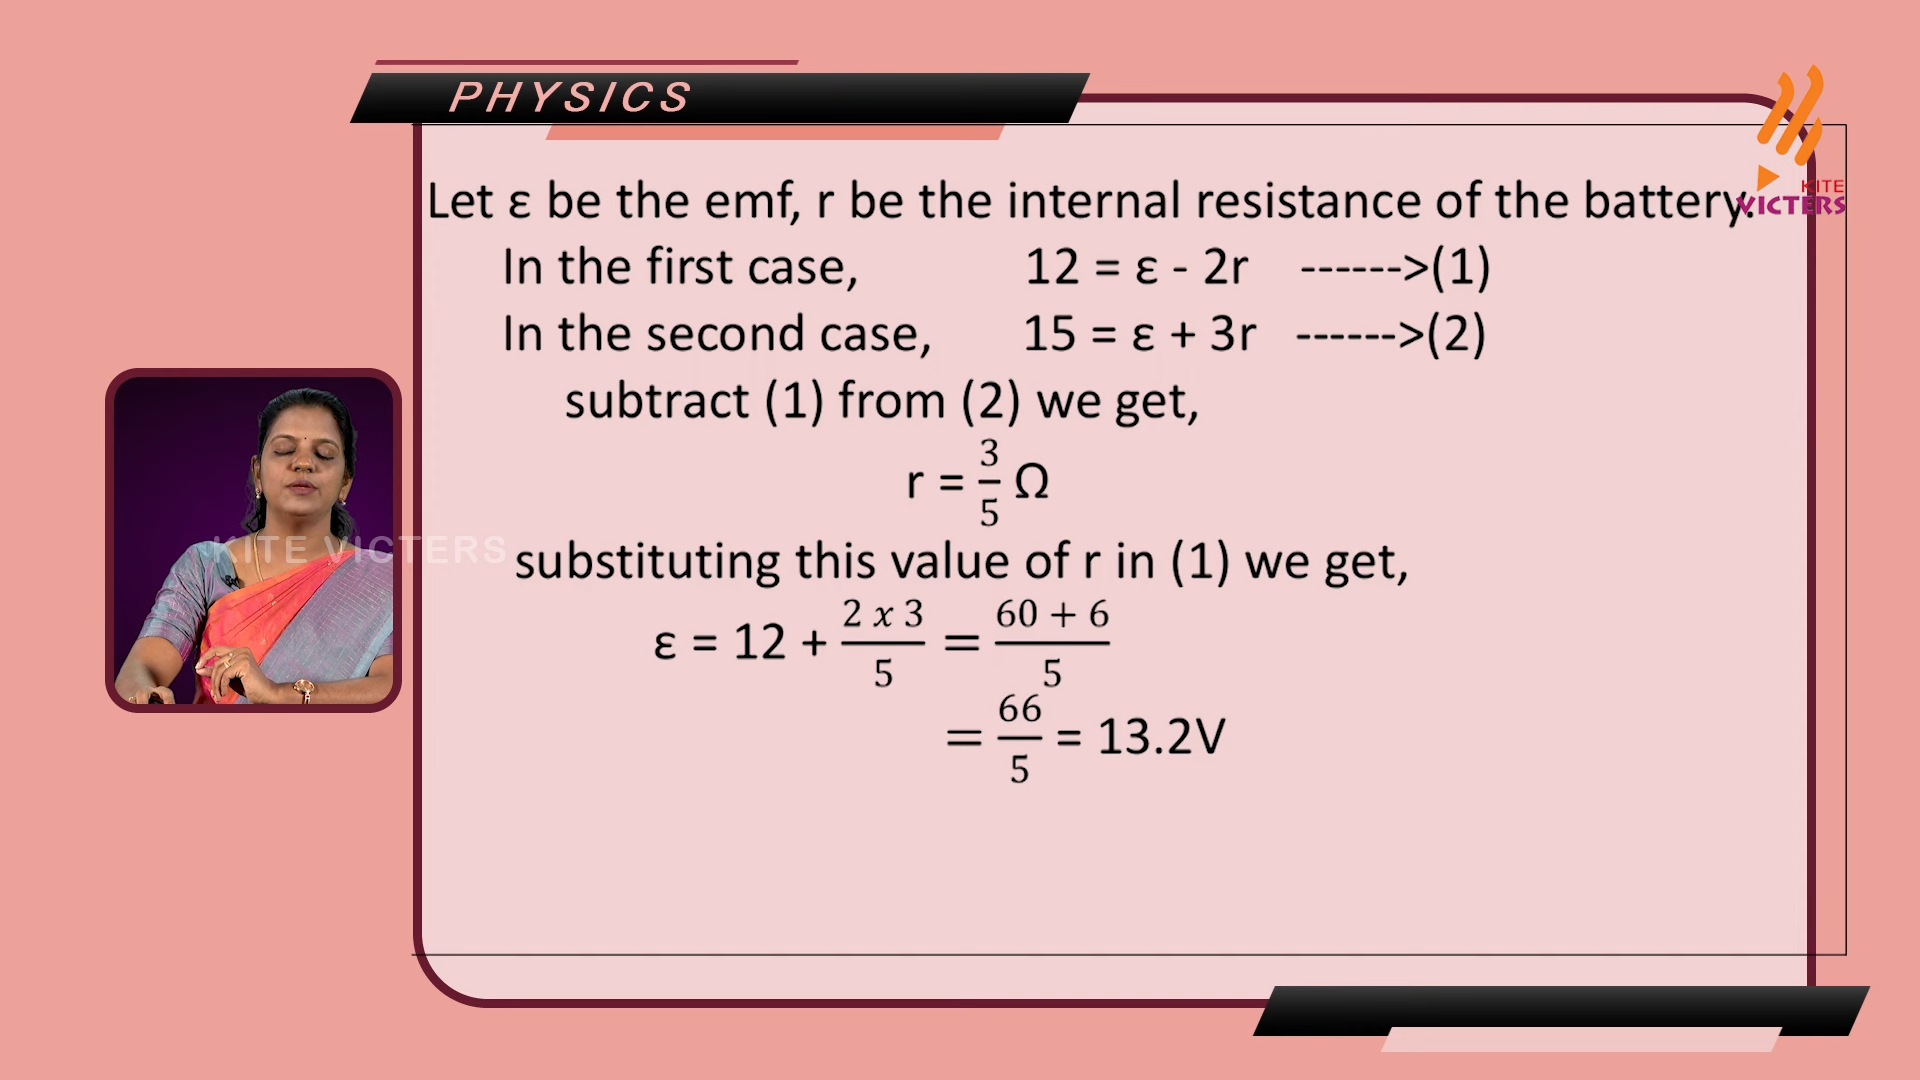 PHYSICS
KITE
VICTERS
Let ε be the emf, r be the internal resistance of the battery.
In the first case, 12 = ε - 2r ------>(1)
In the second case, 15 = ε + 3r ------>(2)
subtract (1) from (2) we get,
r = 3/5 Ω
KITE VICTERS
substituting this value of r in (1) we get,
ε = 12 + (2 x 3)/5 = (60 + 6)/5
= 66/5 = 13.2V